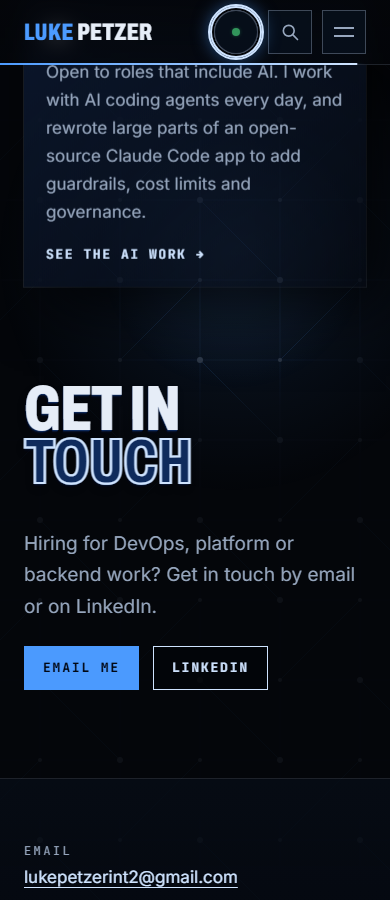 LUKE PETZER
Open to roles that include AI. I work
with AI coding agents every day, and
rewrote large parts of an open-
source Claude Code app to add
guardrails, cost limits and
governance.
SEE THE AI WORK →
GET IN
TOUCH
Hiring for DevOps, platform or
backend work? Get in touch by email
or on LinkedIn.
EMAIL ME
LINKEDIN
EMAIL
lukepetzerint2@gmail.com